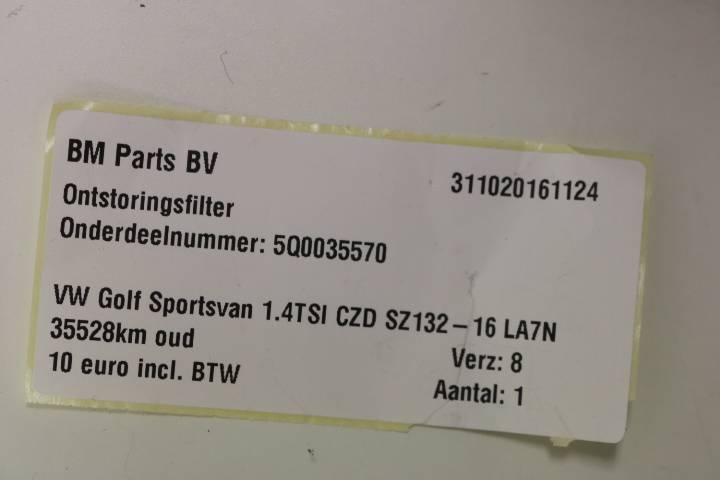 BM Parts BV
311020161124
Ontstoringsfilter
Onderdeelnummer: 5Q0035570
VW Golf Sportsvan 1.4TSI CZD SZ132-16 LA7N
35528km oud
Verz: 8
10 euro incl. BTW
Aantal: 1